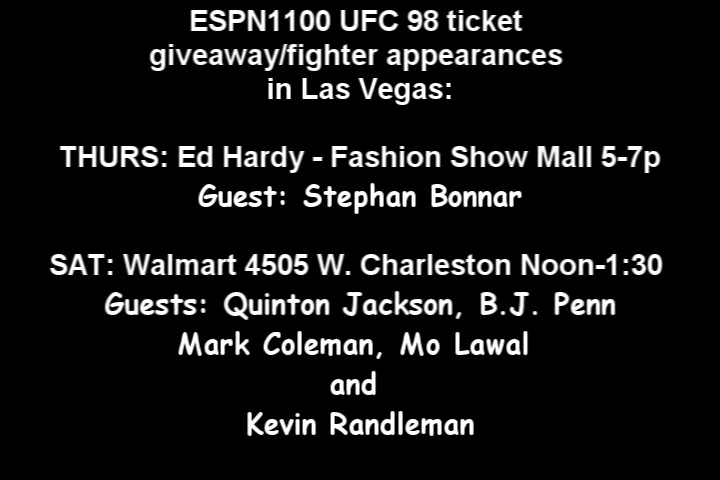 ESPN1100 UFC 98 ticket
giveaway/fighter appearances
in Las Vegas:
THURS: Ed Hardy - Fashion Show Mall 5-7p
Guest: Stephan Bonnar
SAT: Walmart 4505 W. Charleston Noon-1:30
Guests: Quinton Jackson, B.J. Penn
Mark Coleman, Mo Lawal
and
Kevin Randleman